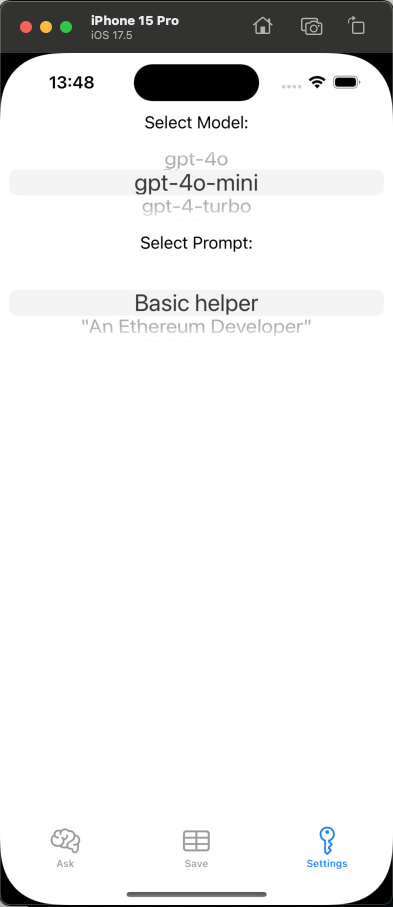 iPhone 15 Pro
iOS 17.5
13:48
Select Model:
gpt-4o
gpt-4o-mini
gpt-4-turbo
Select Prompt:
Basic helper
"An Ethereum Developer"
Ask
Save
Settings